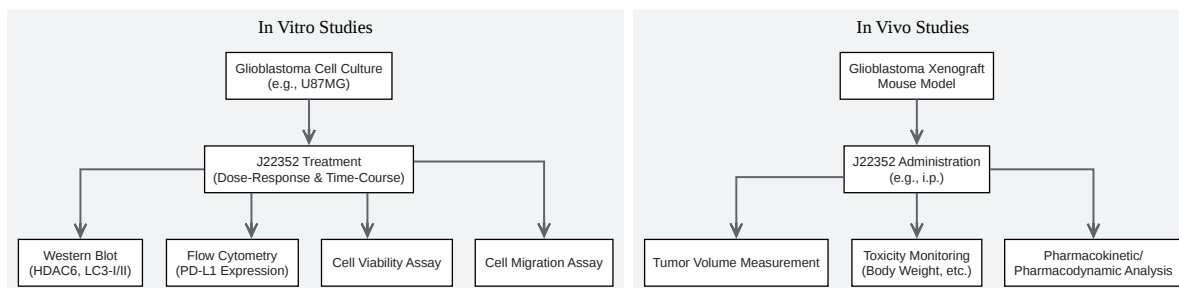 In Vitro Studies
Glioblastoma Cell Culture
(e.g., U87MG)
J22352 Treatment
(Dose-Response & Time-Course)
Western Blot
(HDAC6, LC3-I/II)
Flow Cytometry
(PD-L1 Expression)
Cell Viability Assay
Cell Migration Assay
In Vivo Studies
Glioblastoma Xenograft
Mouse Model
J22352 Administration
(e.g., i.p.)
Tumor Volume Measurement
Toxicity Monitoring
(Body Weight, etc.)
Pharmacokinetic/
Pharmacodynamic Analysis